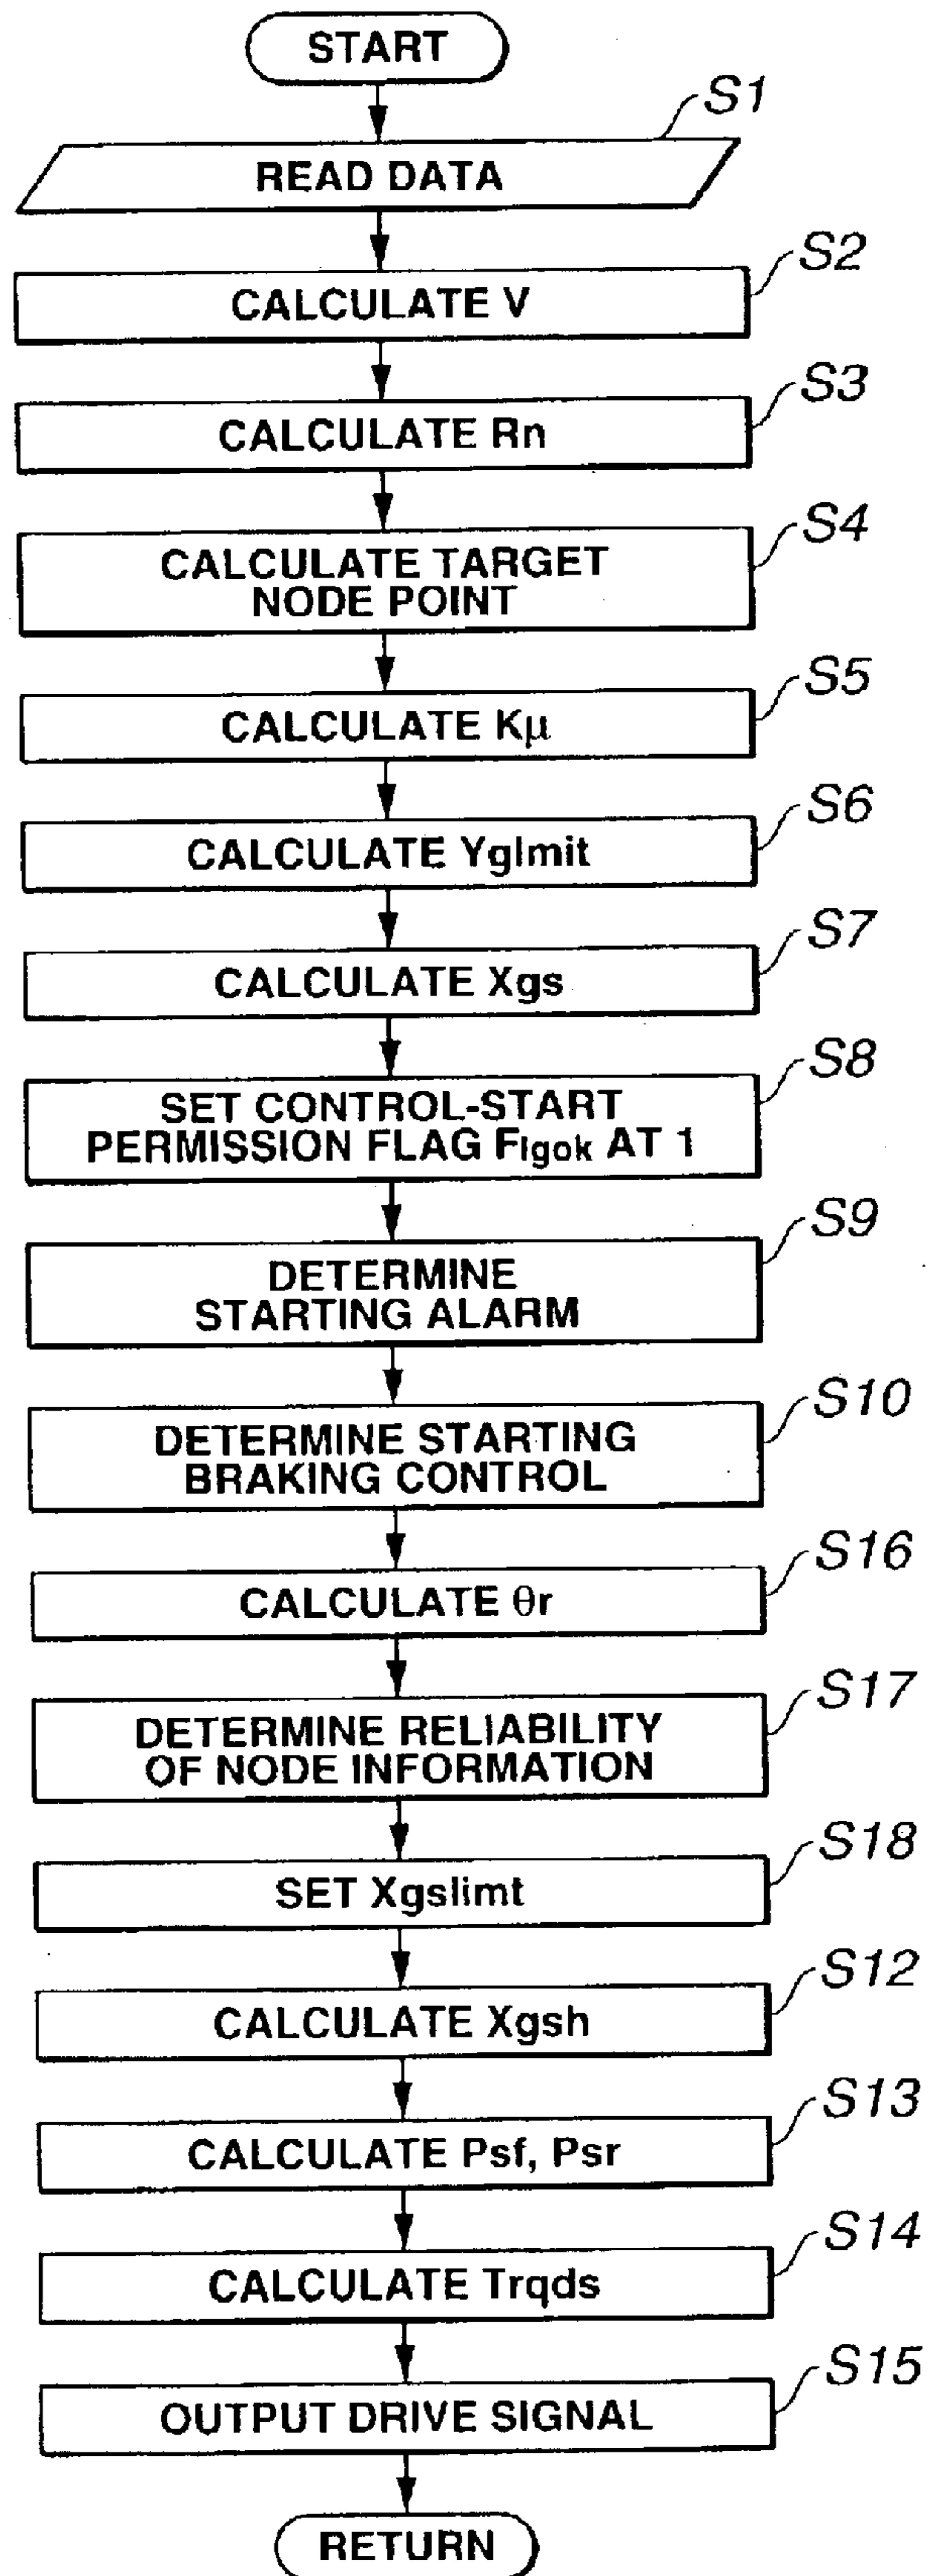 START
S1
READ DATA
S2
CALCULATE V
S3
CALCULATE Rn
S4
CALCULATE TARGET
NODE POINT
S5
CALCULATE Kμ
S6
CALCULATE Yglmit
S7
CALCULATE Xgs
S8
SET CONTROL-START
PERMISSION FLAG Flgok AT 1
S9
DETERMINE
STARTING ALARM
S10
DETERMINE STARTING
BRAKING CONTROL
S16
CALCULATE θr
S17
DETERMINE RELIABILITY
OF NODE INFORMATION
S18
SET Xgslimt
S12
CALCULATE Xgsh
S13
CALCULATE Psf, Psr
S14
CALCULATE Trqds
S15
OUTPUT DRIVE SIGNAL
RETURN